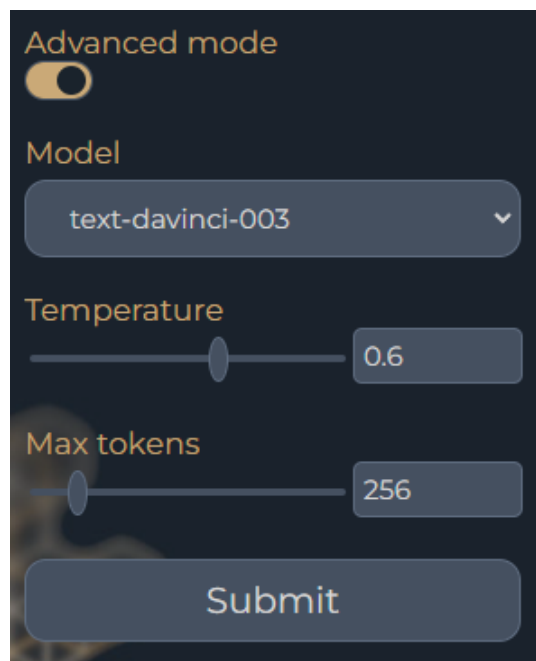 Advanced mode
Model
text-davinci-003
Temperature
0.6
Max tokens
256
Submit